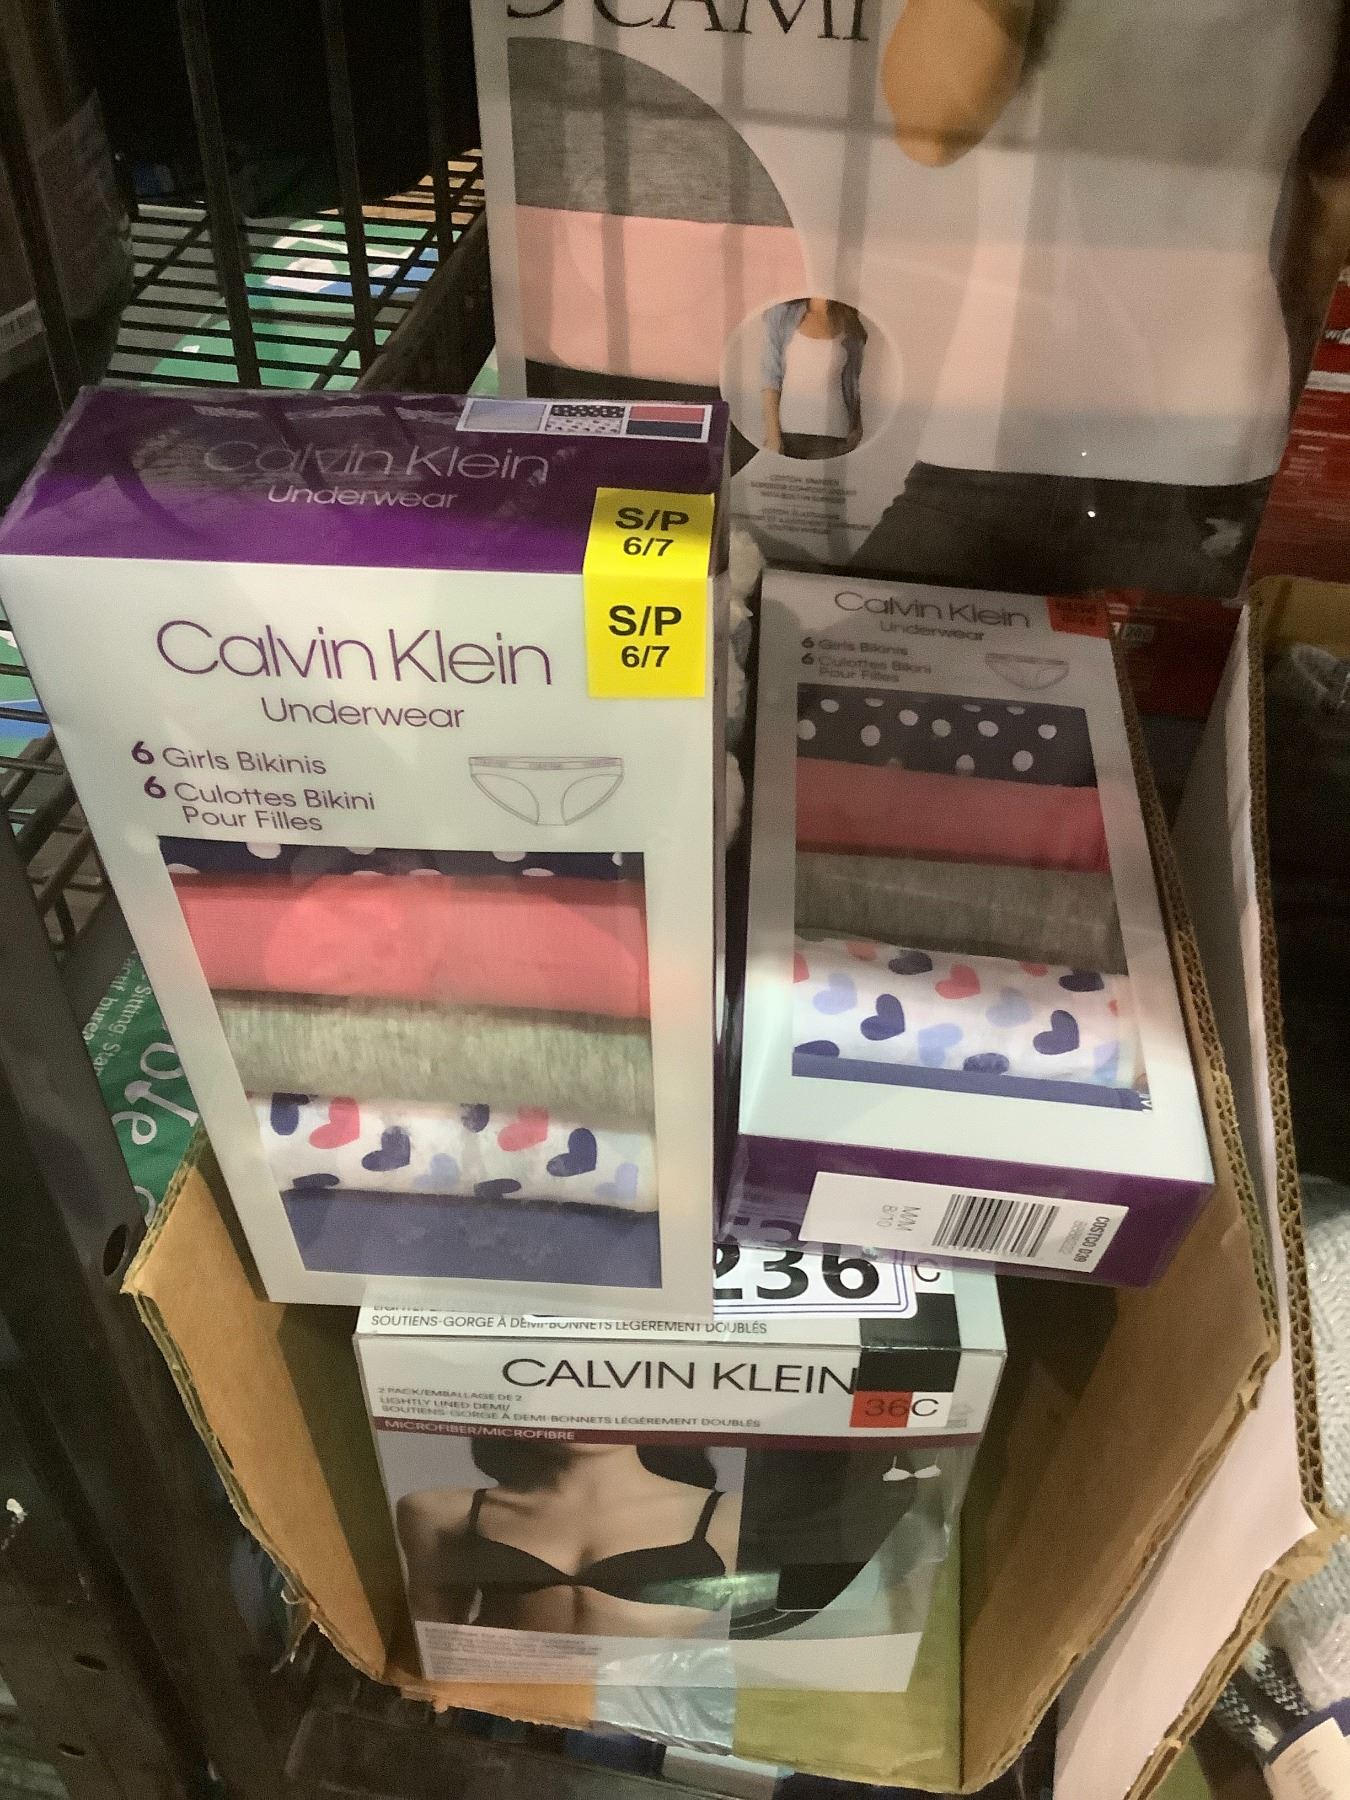 CAMI
Calvin Klein
Underwear
S/P
6/7
S/P
6/7
Calvin Klein
Underwear
6 Girls Bikinis
6 Culottes Bikini
Pour Filles
Calvin Klein
Underwear
6 Girls Bikinis
6 Culottes Bikini
Pour Filles
M/M
8/10
COSTCO D39
236
C
SOUTIENS-GORGE À DEMI-BONNETS LÉGÈREMENT DOUBLÉS
CALVIN KLEIN
2 PACK/EMBALLAGE DE 2
LIGHTLY LINED DEMI/
SOUTIENS-GORGE À DEMI-BONNETS LÉGÈREMENT DOUBLÉS
36C
MICROFIBER/MICROFIBRE